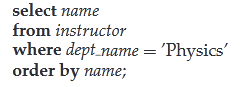 select name
from instructor
where dept_name = ’Physics’
order by name;